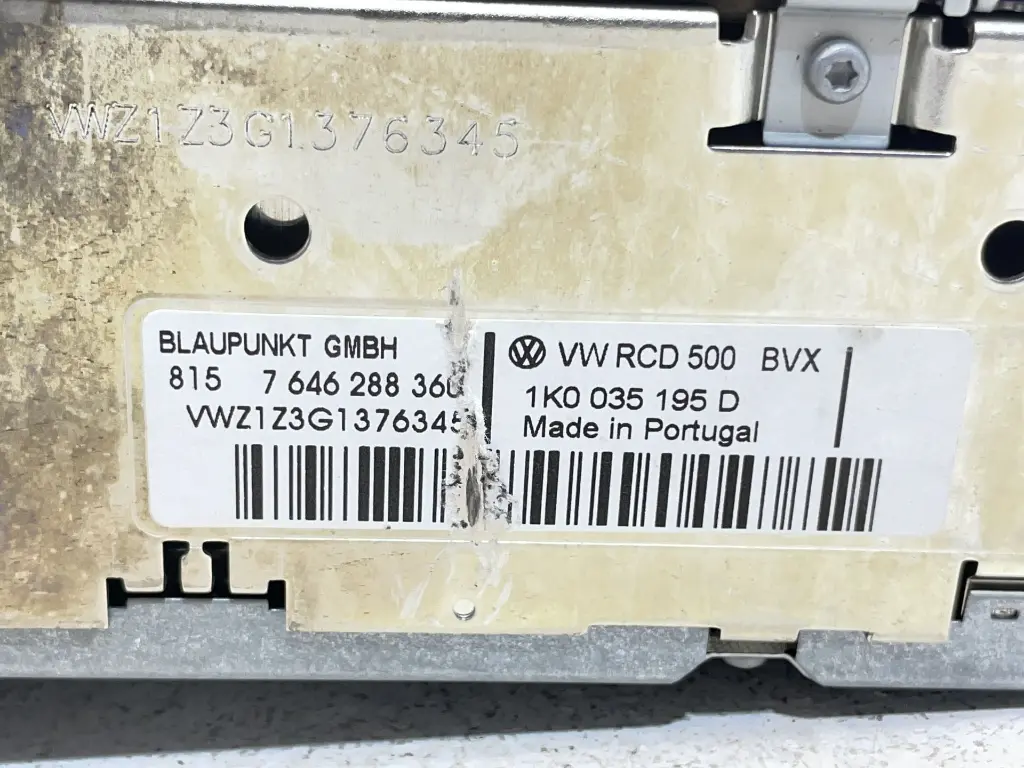 VWZ1Z3G1376345
BLAUPUNKT GMBH
815 7 646 288 360
VWZ1Z3G1376345
VW RCD 500 BVX
1K0 035 195 D
Made in Portugal